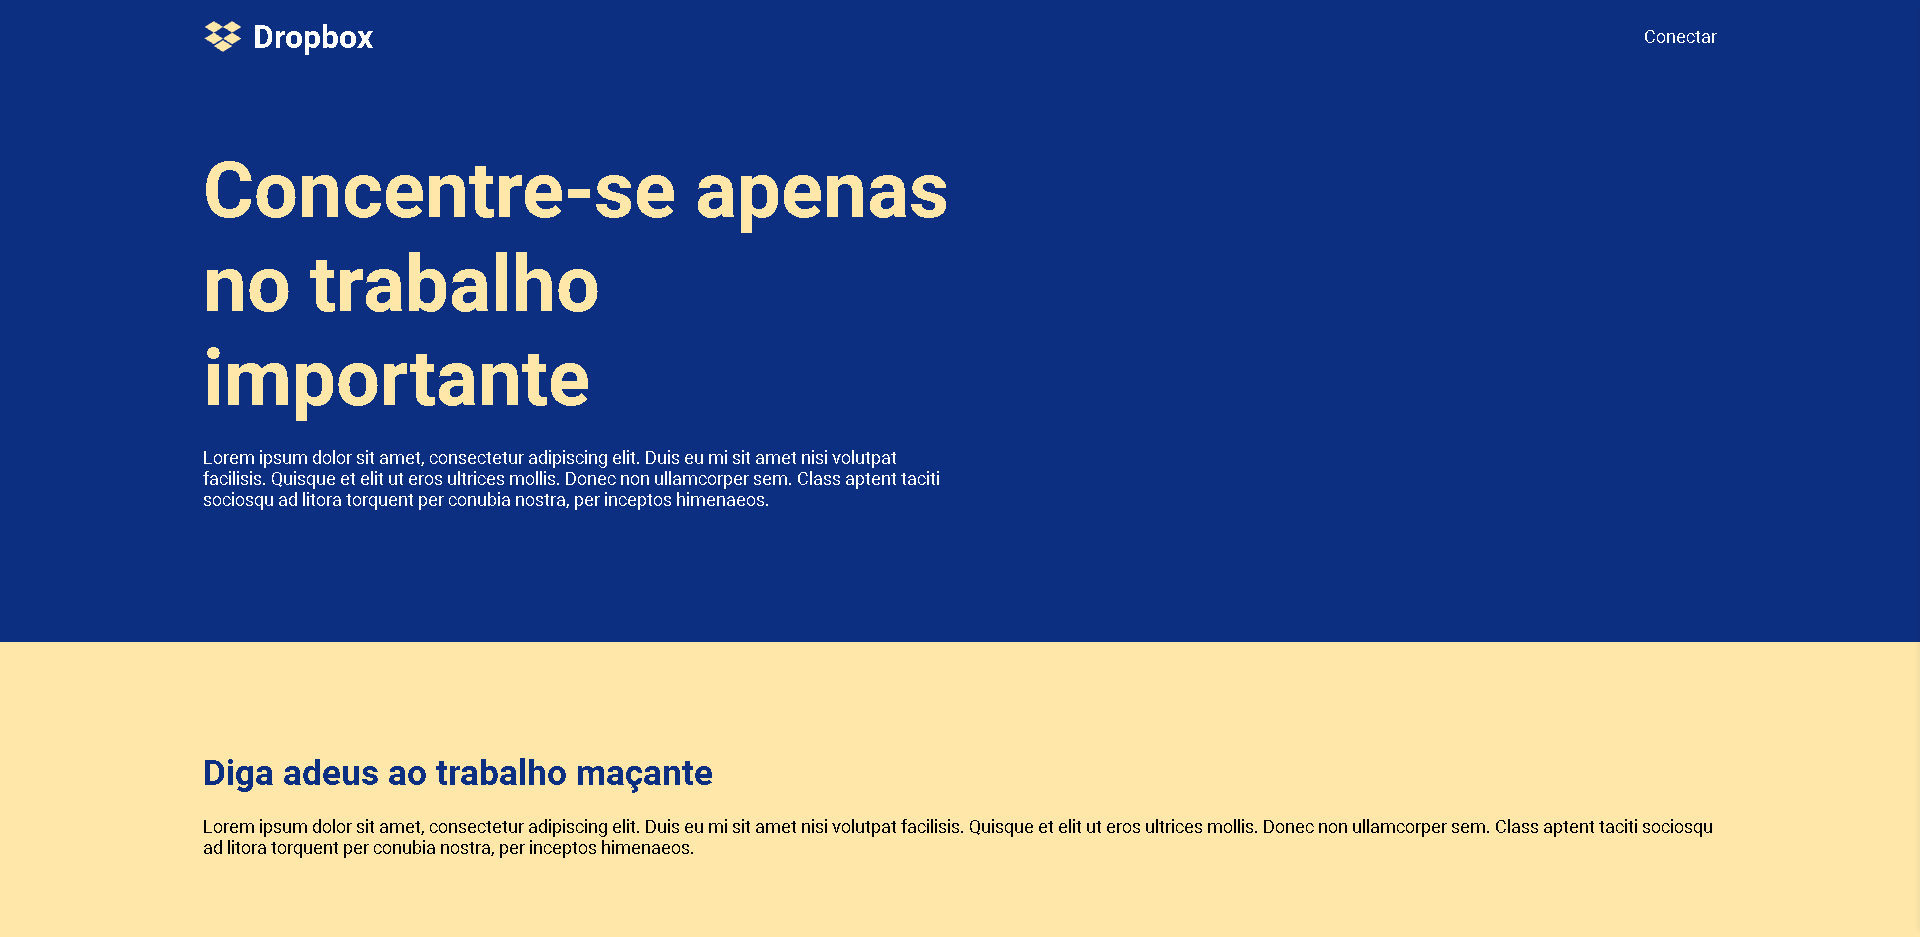 Dropbox
Conectar
Concentre-se apenas
no trabalho
importante
Lorem ipsum dolor sit amet, consectetur adipiscing elit. Duis eu mi sit amet nisi volutpat
facilisis. Quisque et elit ut eros ultrices mollis. Donec non ullamcorper sem. Class aptent taciti
sociosqu ad litora torquent per conubia nostra, per inceptos himenaeos.
Diga adeus ao trabalho maçante
Lorem ipsum dolor sit amet, consectetur adipiscing elit. Duis eu mi sit amet nisi volutpat facilisis. Quisque et elit ut eros ultrices mollis. Donec non ullamcorper sem. Class aptent taciti sociosqu
ad litora torquent per conubia nostra, per inceptos himenaeos.